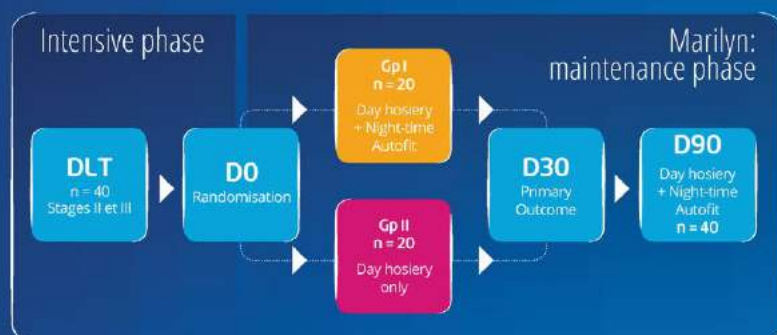 Intensive phase
Marilyn:
maintenance phase
DLT
n = 40
Stages II et III
D0
Randomisation
Gp I
n = 20
Day hosiery
+ Night-time
Autofit
Gp II
n = 20
Day hosiery
only
D30
Primary
Outcome
D90
Day hosiery
+ Night-time
Autofit
n = 40